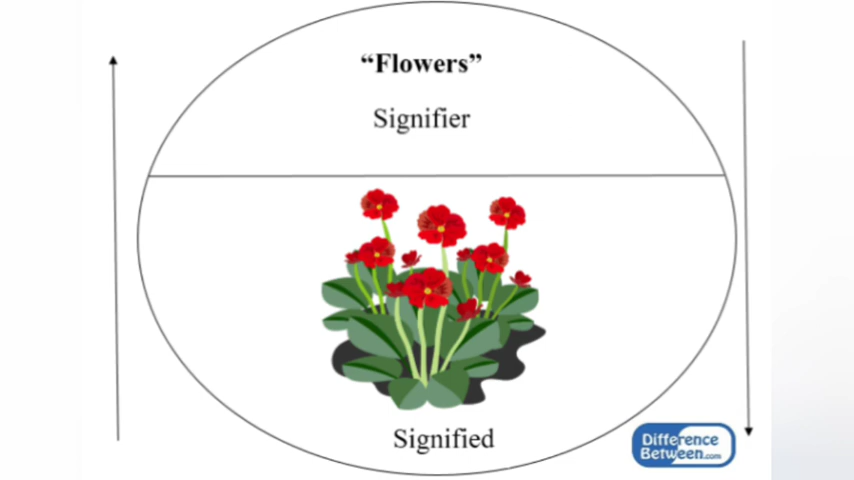 “Flowers”
Signifier
Signified
Difference
Between.com